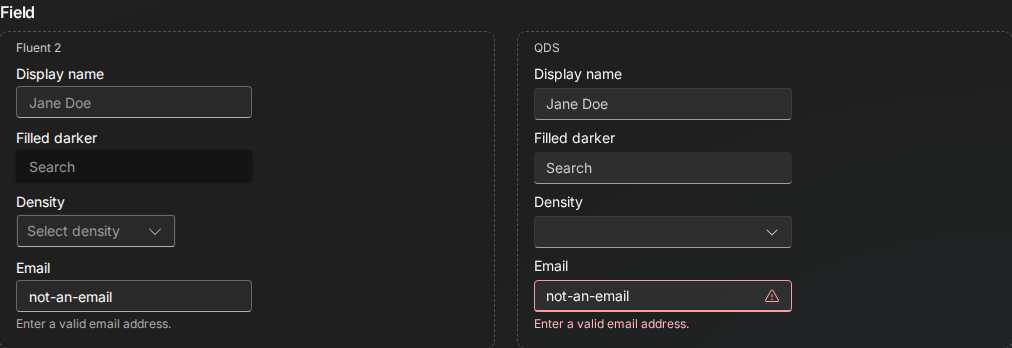 Field
Fluent 2
Display name
Jane Doe
Filled darker
Search
Density
Select density
Email
not-an-email
Enter a valid email address.
QDS
Display name
Jane Doe
Filled darker
Search
Density
Email
not-an-email
Enter a valid email address.